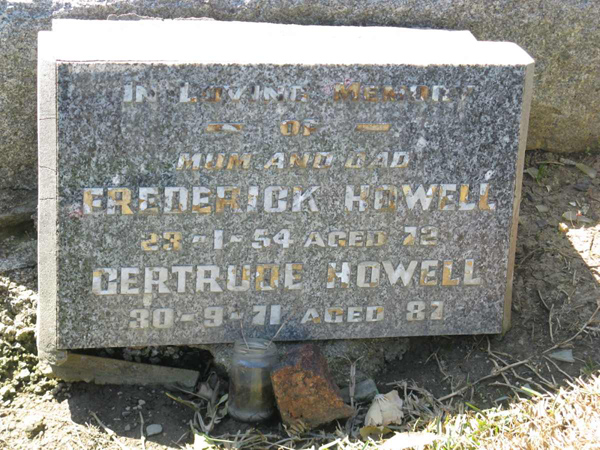 IN LOVING MEMORY
— OF —
MUM AND DAD
FREDERICK HOWELL
23-1-54 AGED 72
GERTRUDE HOWELL
30-9-71 AGED 87